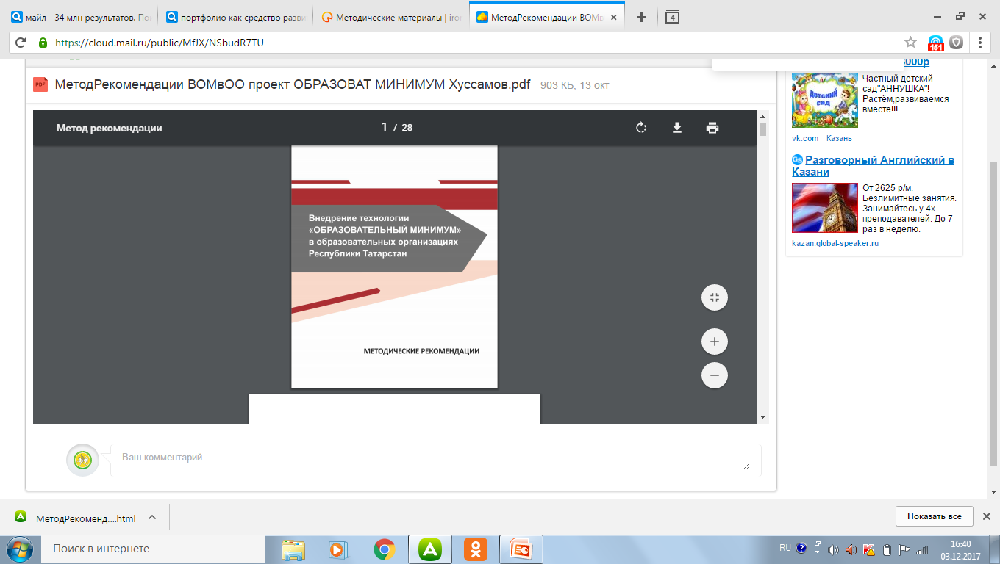 майл - 34 млн результатов. По
портфолио как средство разви
Методические материалы | iro
МетодРекомендации ВОМв
4
https://cloud.mail.ru/public/MfJX/NSbudR7TU
151
МетодРекомендации ВОМвОО проект ОБРАЗОВАТ МИНИМУМ Хуссамов.pdf 903 КБ, 13 окт
PDF
Метод рекомендации
1 / 28
Внедрение технологии
«ОБРАЗОВАТЕЛЬНЫЙ МИНИМУМ»
в образовательных организациях
Республики Татарстан
МЕТОДИЧЕСКИЕ РЕКОМЕНДАЦИИ
Ваш комментарий
000р
детский
сад
Частный детский
сад"АННУШКА"!
Растём,развиваемся
вместе!!!
vk.com Казань
GS Разговорный Английский в
Казани
От 2625 р/м.
Безлимитные занятия.
Занимайтесь у 4х
преподавателей. До 7
раз в неделю.
kazan.global-speaker.ru
МетодРекоменд....html
Показать все
Поиск в интернете
RU
16:40
03.12.2017